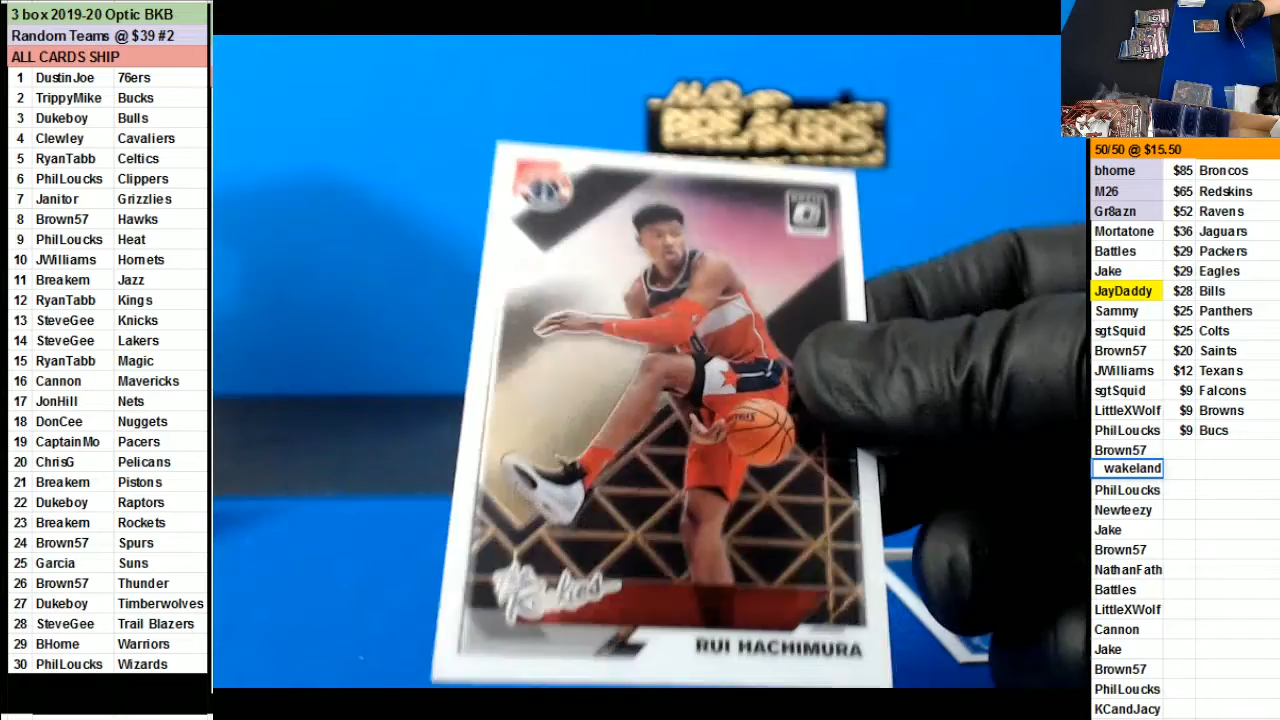 3 box 2019-20 Optic BKB
Random Teams @ $39 #2
ALL CARDS SHIP
1 DustinJoe 76ers
2 TrippyMike Bucks
3 Dukeboy Bulls
4 Clewley Cavaliers
5 RyanTabb Celtics
6 PhilLoucks Clippers
7 Janitor Grizzlies
8 Brown57 Hawks
9 PhilLoucks Heat
10 JWilliams Hornets
11 Breakem Jazz
12 RyanTabb Kings
13 SteveGee Knicks
14 SteveGee Lakers
15 RyanTabb Magic
16 Cannon Mavericks
17 JonHill Nets
18 DonCee Nuggets
19 CaptainMo Pacers
20 ChrisG Pelicans
21 Breakem Pistons
22 Dukeboy Raptors
23 Breakem Rockets
24 Brown57 Spurs
25 Garcia Suns
26 Brown57 Thunder
27 Dukeboy Timberwolves
28 SteveGee Trail Blazers
29 BHome Warriors
30 PhilLoucks Wizards
BREAKERS
RUI HACHIMURA
50/50 @ $15.50
bhome $85 Broncos
M26 $65 Redskins
Gr8azn $52 Ravens
Mortatone $36 Jaguars
Battles $29 Packers
Jake $29 Eagles
JayDaddy $28 Bills
Sammy $25 Panthers
sgtSquid $25 Colts
Brown57 $20 Saints
JWilliams $12 Texans
sgtSquid $9 Falcons
LittleXWolf $9 Browns
PhilLoucks $9 Bucs
Brown57
wakeland
PhilLoucks
Newteezy
Jake
Brown57
NathanFath
Battles
LittleXWolf
Cannon
Jake
Brown57
PhilLoucks
KCandJacy